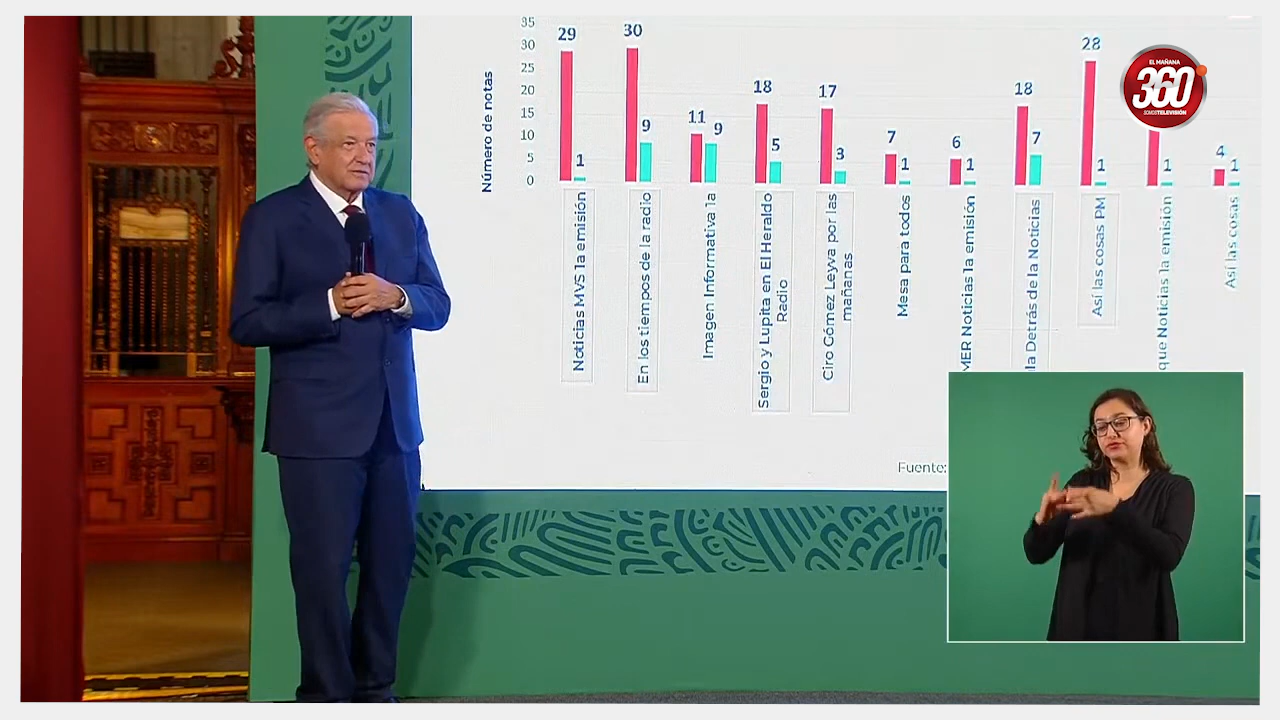 EL MAÑANA
360
SOMOSTELEVISIÓN
Número de notas
35
30
25
20
15
10
5
0
29 1
30 9
11 9
18 5
17 3
7 1
6 1
18 7
28 1
1
4 1
Noticias MVS 1a emisión
En los tiempos de la radio
Imagen Informativa 1a
Sergio y Lupita en El Heraldo
Radio
Ciro Gómez Leyva por las
mañanas
Mesa para todos
MER Noticias 1a emisión
la Detrás de la Noticias
Así las cosas PM
que Noticias 1a emisión
Así las cosas
Fuente: